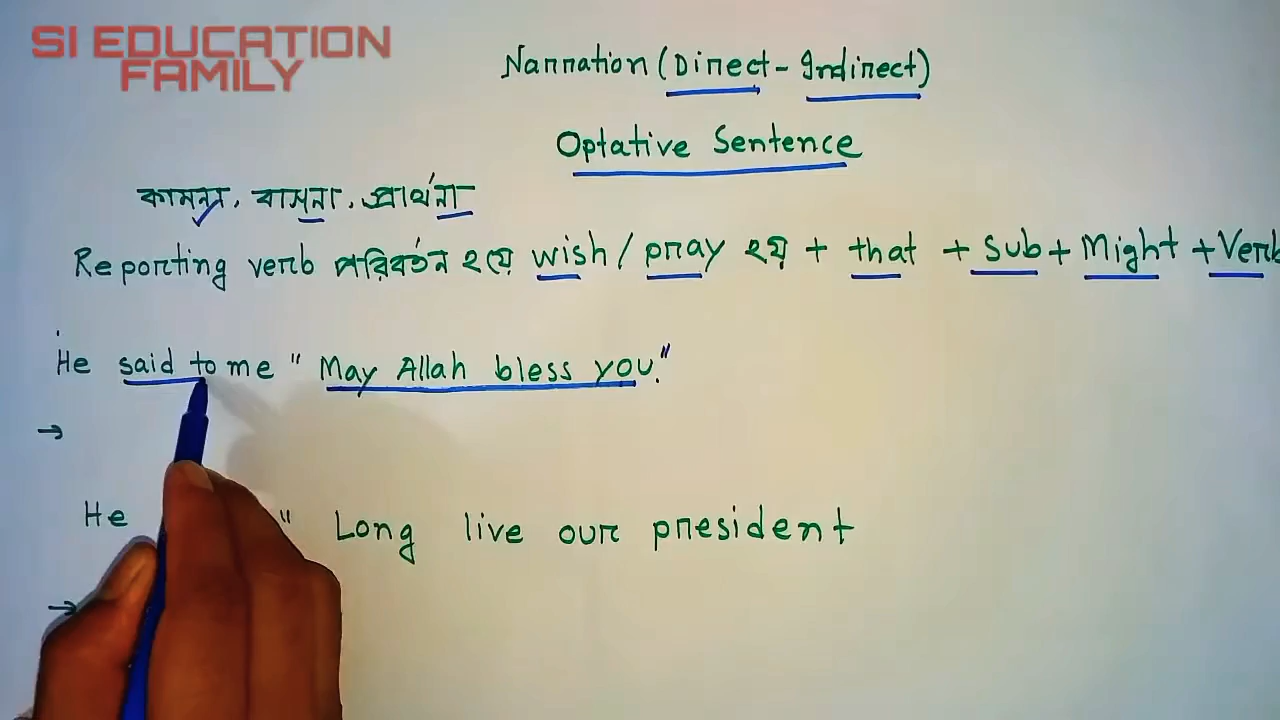 SI EDUCATION
FAMILY
Narration (Direct - Indirect)
Optative Sentence
কামনা, বাসনা, প্রার্থনা
Reporting verb পরিবর্তন হয়ে wish / pray হয় + that + Sub + Might + Verb
He said to me " May Allah bless you."
→
He " Long live our president
→